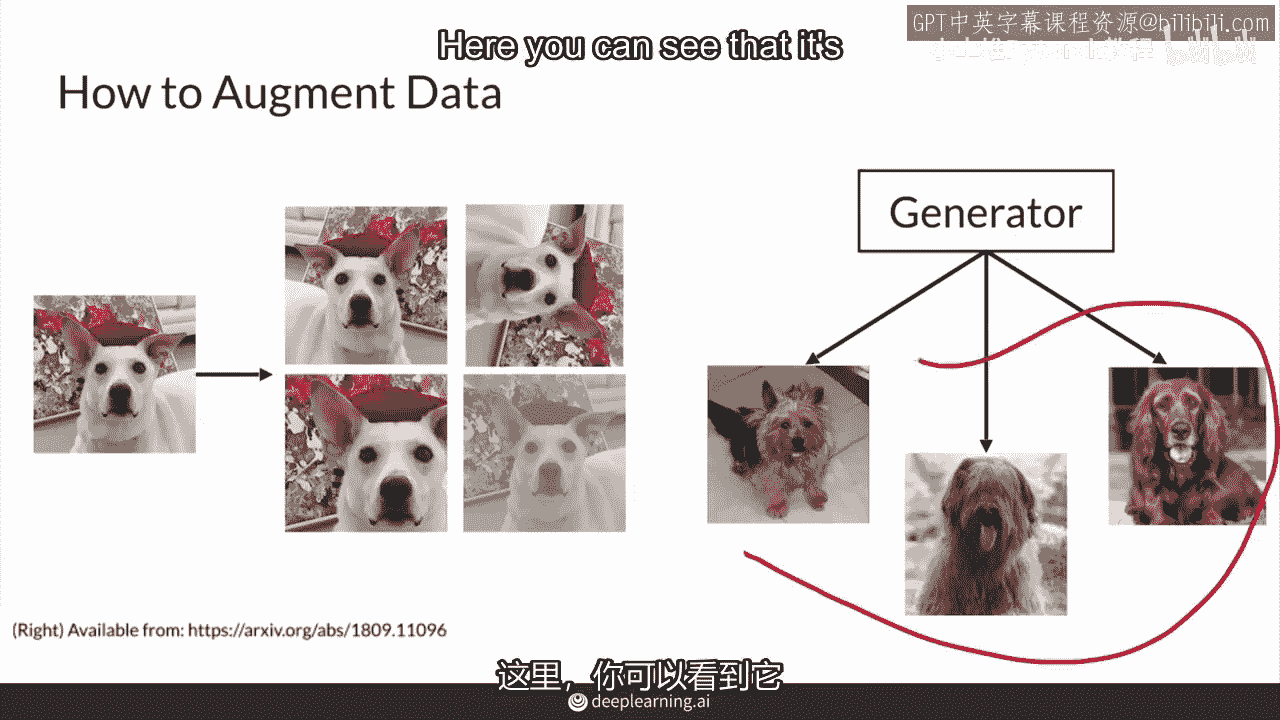 GPT中英字幕课程资源@bilibili.com
Here you can see that it's
How to Augment Data
Generator
(Right) Available from: https://arxiv.org/abs/1809.11096
这里，你可以看到它
deeplearning.ai